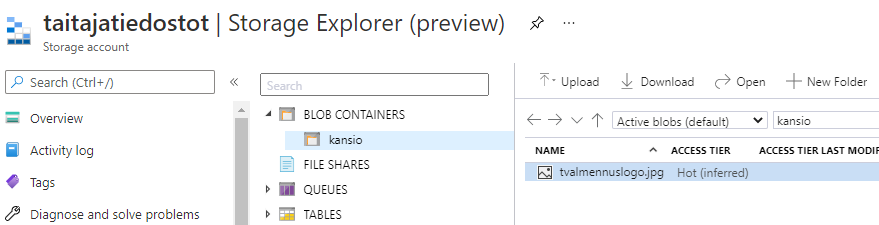 taitajatiedostot | Storage Explorer (preview) ...
Storage account
Search (Ctrl+/)
«
Overview
Activity log
Tags
Diagnose and solve problems
Search
BLOB CONTAINERS
kansio
FILE SHARES
QUEUES
TABLES
Upload Download Open New Folder
Active blobs (default) kansio
NAME ACCESS TIER ACCESS TIER LAST MODIF
tvalmennuslogo.jpg Hot (inferred)